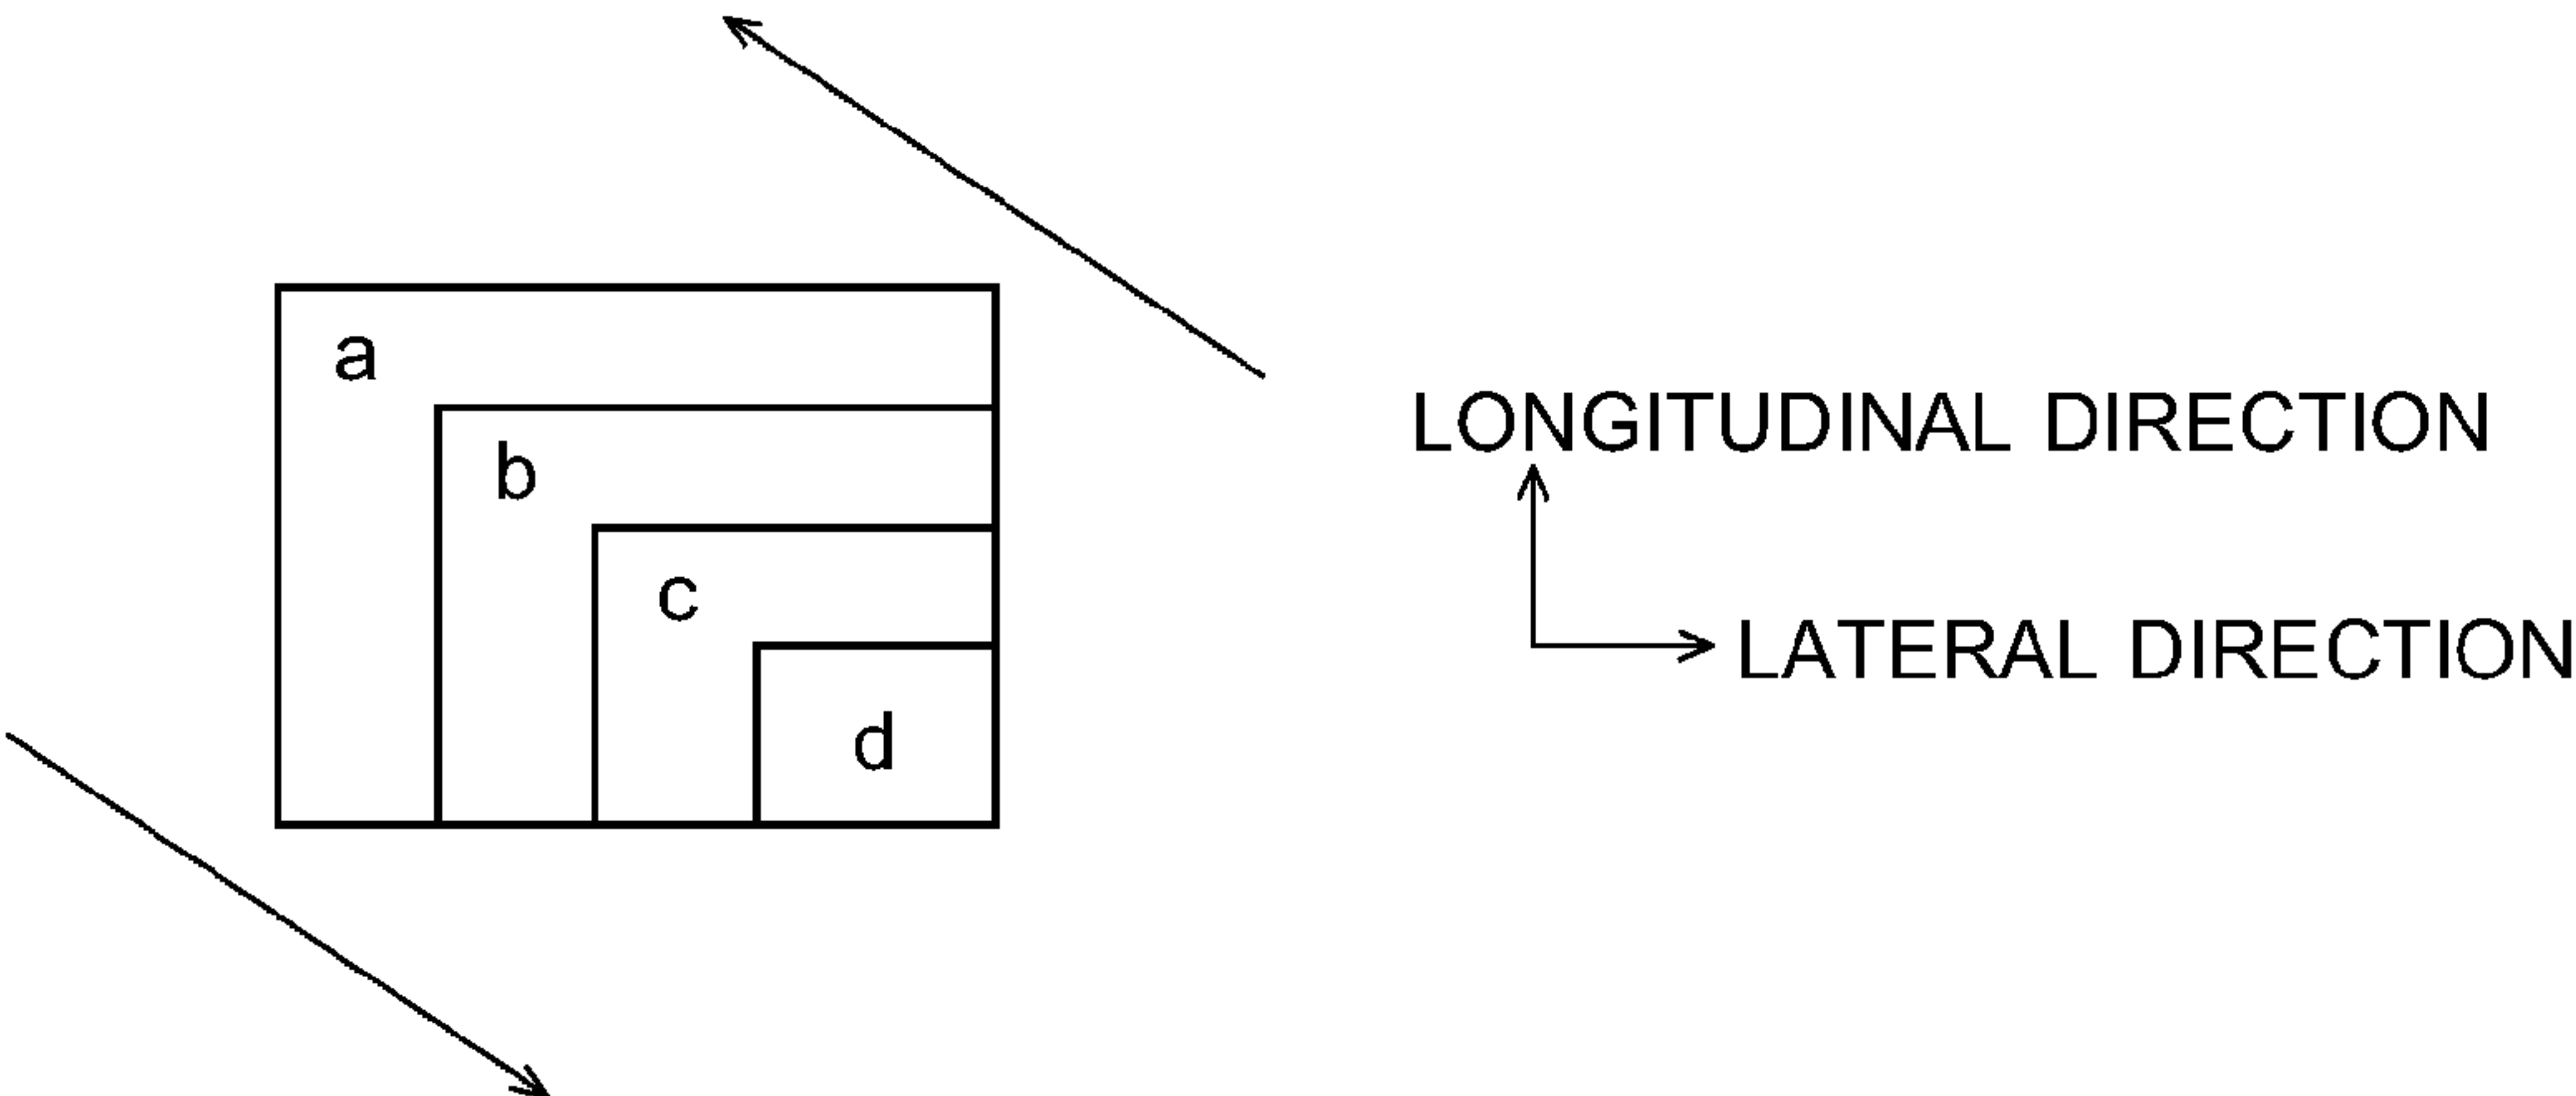 a
b
c
d
LONGITUDINAL DIRECTION
LATERAL DIRECTION